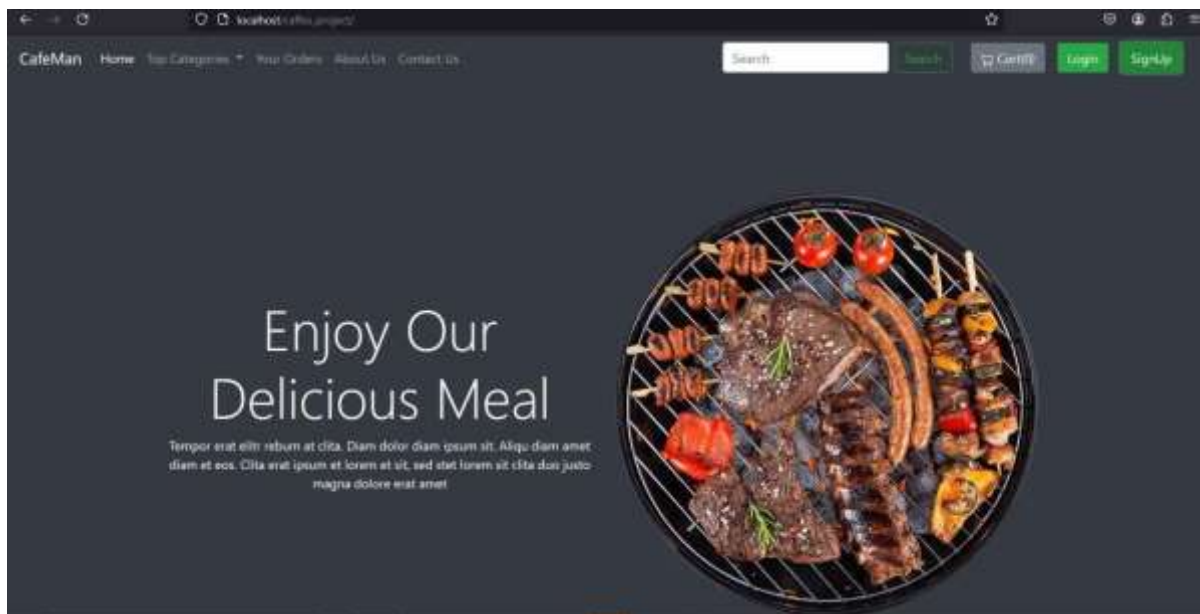 localhost/caffee_project/
CafeMan Home Top Categories Your Orders About Us Contact Us Search Search Cart(0) Login SignUp
Enjoy Our
Delicious Meal
Tempor erat elitr rebum at clita. Diam dolor diam ipsum sit. Aliqu diam amet
diam et eos. Clita erat ipsum et lorem et sit, sed stet lorem sit clita duo justo
magna dolore erat amet